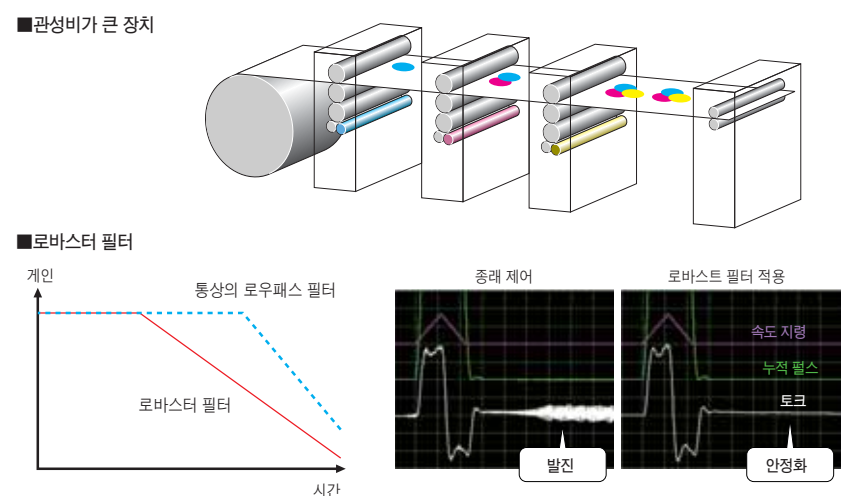 ■관성비가 큰 장치
■로바스터 필터
게인
통상의 로우패스 필터
로바스터 필터
시간
종래 제어
발진
로바스트 필터 적용
속도 지령
누적 펄스
토크
안정화